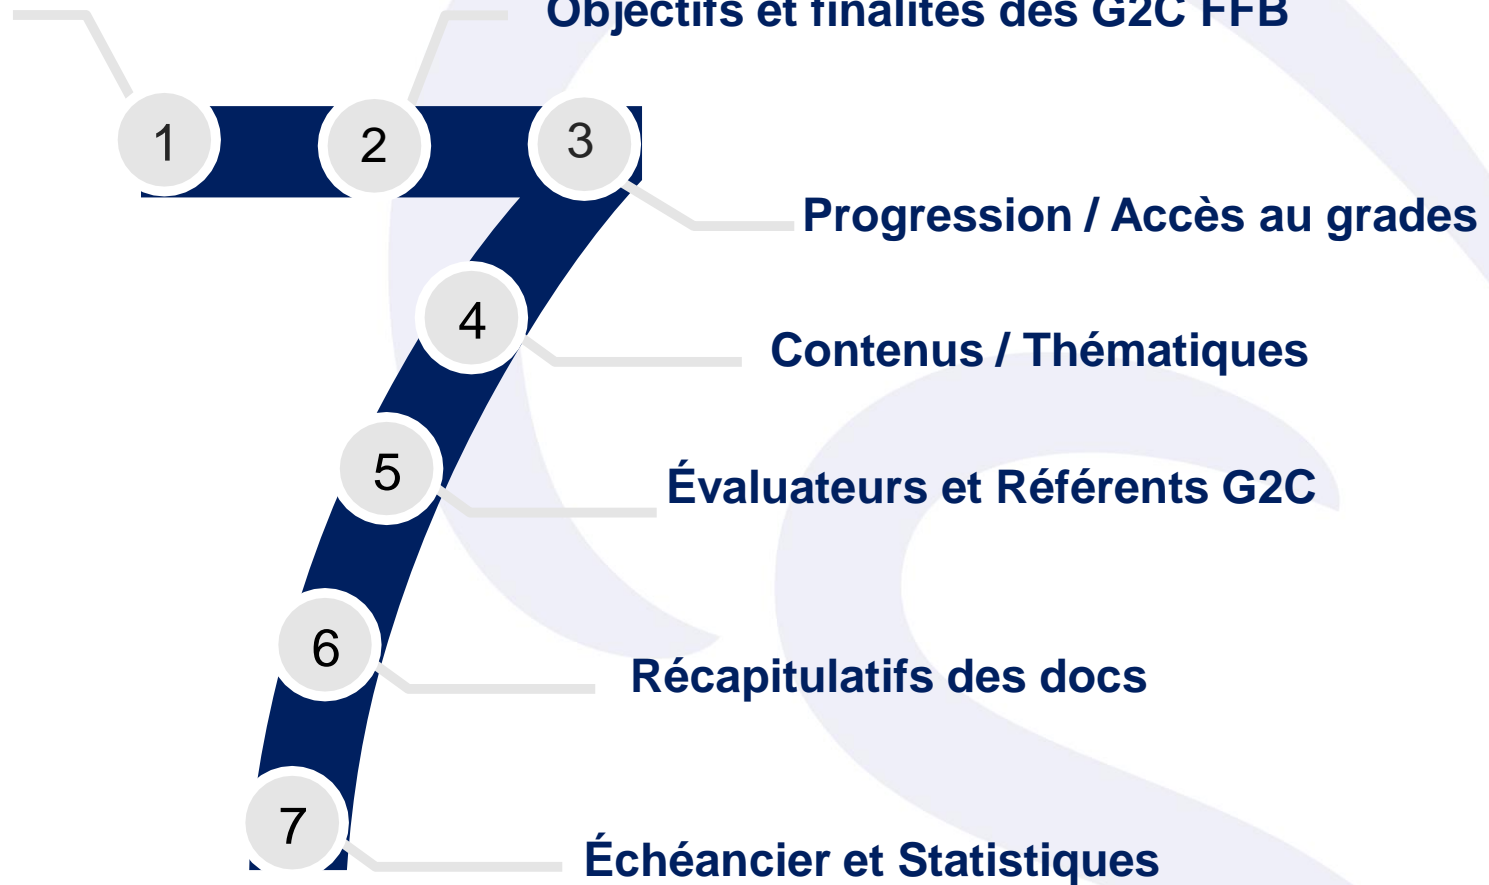 Objectifs et finalités des G2C FFB
1
2
3
Progression / Accès au grades
4
Contenus / Thématiques
5
Évaluateurs et Référents G2C
6
Récapitulatifs des docs
7
Échéancier et Statistiques